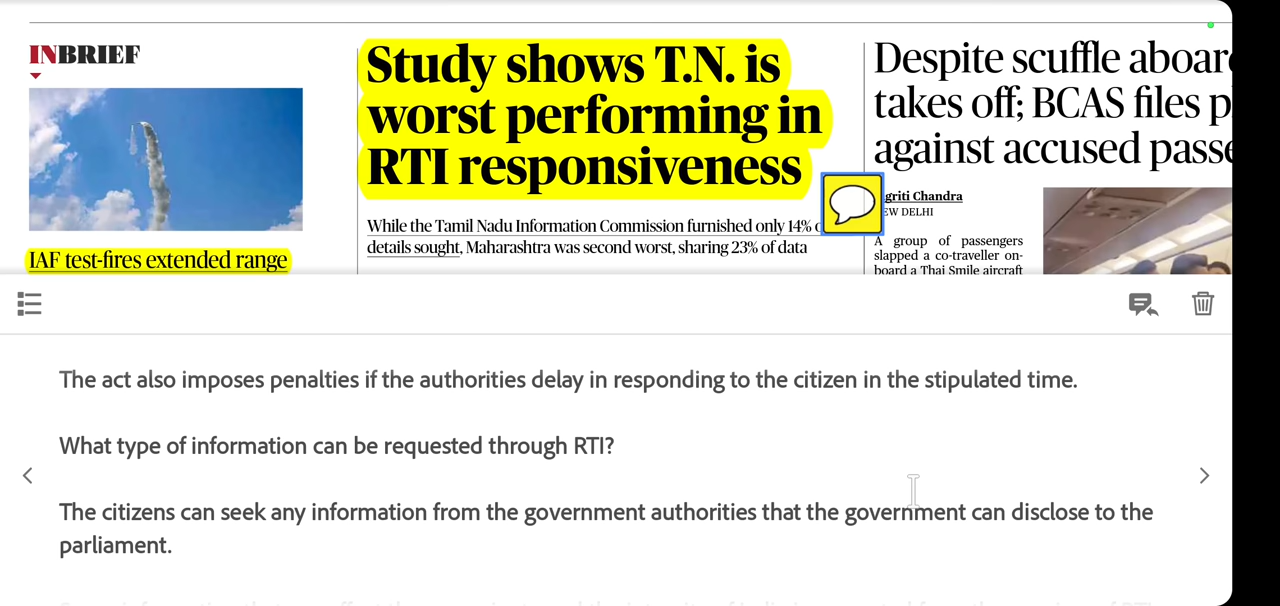 INBRIEF
IAF test-fires extended range
Study shows T.N. is
worst performing in
RTI responsiveness
While the Tamil Nadu Information Commission furnished only 14%
details sought, Maharashtra was second worst, sharing 23% of data
Despite scuffle
takes off; BCAS files
against accused
Chandra
A group of passengers
slapped a co-traveller on-
board a Thai Smile aircraft
The act also imposes penalties if the authorities delay in responding to the citizen in the stipulated time.
What type of information can be requested through RTI?
The citizens can seek any information from the government authorities that the government can disclose to the
parliament.